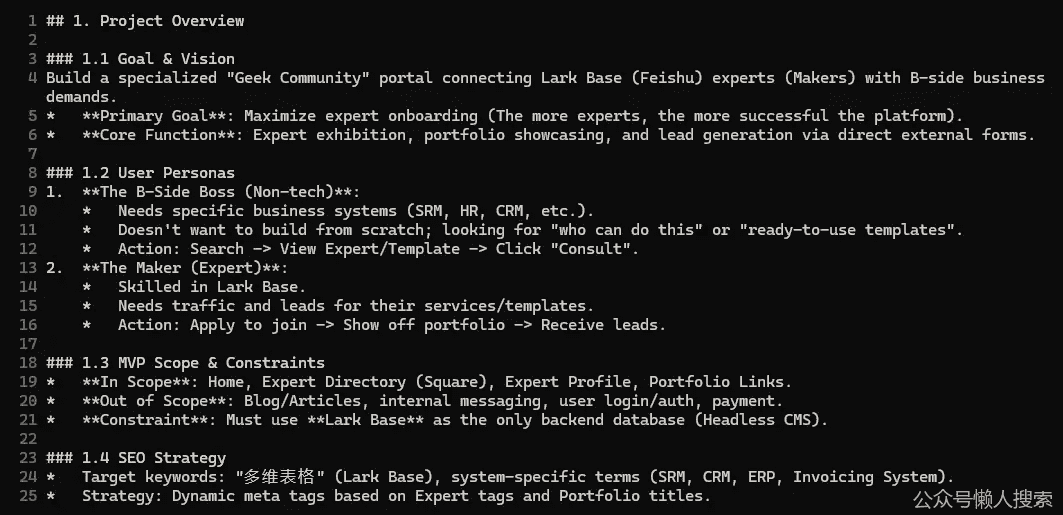 1 ## 1. Project Overview
2
3 ### 1.1 Goal & Vision
4 Build a specialized "Geek Community" portal connecting Lark Base (Feishu) experts (Makers) with B-side business
demands.
5 *   **Primary Goal**: Maximize expert onboarding (The more experts, the more successful the platform).
6 *   **Core Function**: Expert exhibition, portfolio showcasing, and lead generation via direct external forms.
7
8 ### 1.2 User Personas
9 1.  **The B-Side Boss (Non-tech)**:
10     *   Needs specific business systems (SRM, HR, CRM, etc.).
11     *   Doesn't want to build from scratch; looking for "who can do this" or "ready-to-use templates".
12     *   Action: Search -> View Expert/Template -> Click "Consult".
13 2.  **The Maker (Expert)**:
14     *   Skilled in Lark Base.
15     *   Needs traffic and leads for their services/templates.
16     *   Action: Apply to join -> Show off portfolio -> Receive leads.
17
18 ### 1.3 MVP Scope & Constraints
19 *   **In Scope**: Home, Expert Directory (Square), Expert Profile, Portfolio Links.
20 *   **Out of Scope**: Blog/Articles, internal messaging, user login/auth, payment.
21 *   **Constraint**: Must use **Lark Base** as the only backend database (Headless CMS).
22
23 ### 1.4 SEO Strategy
24 *   Target keywords: "多维表格" (Lark Base), system-specific terms (SRM, CRM, ERP, Invoicing System).
25 *   Strategy: Dynamic meta tags based on Expert tags and Portfolio titles.
公众号懒人搜索